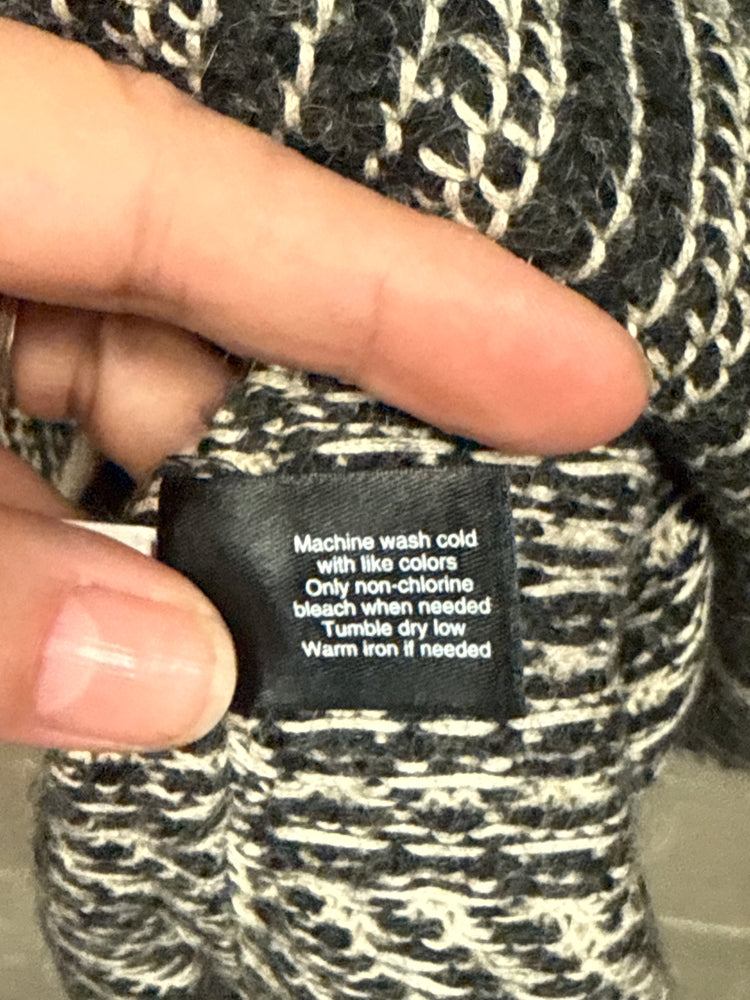 Machine wash cold
with like colors
Only non-chlorine
bleach when needed
Tumble dry low
Warm iron if needed